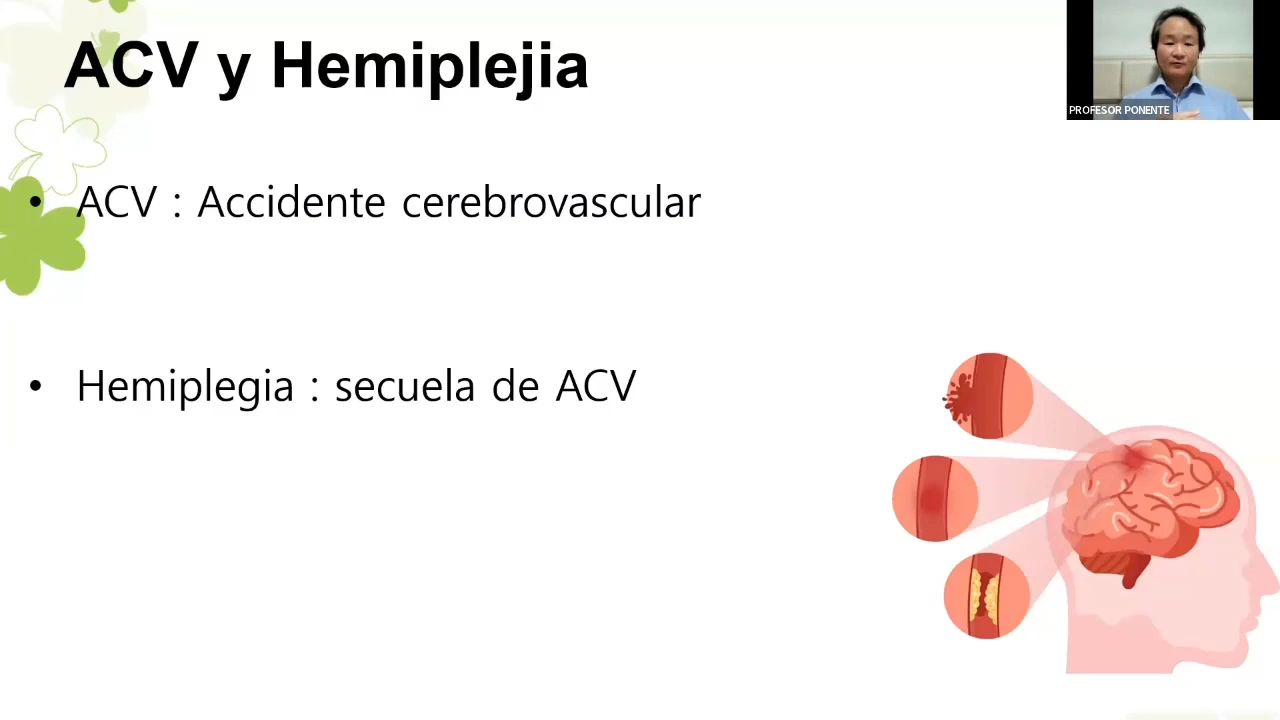 ACV y Hemiplejia
PROFESOR PONENTE
• ACV : Accidente cerebrovascular
• Hemiplegia : secuela de ACV